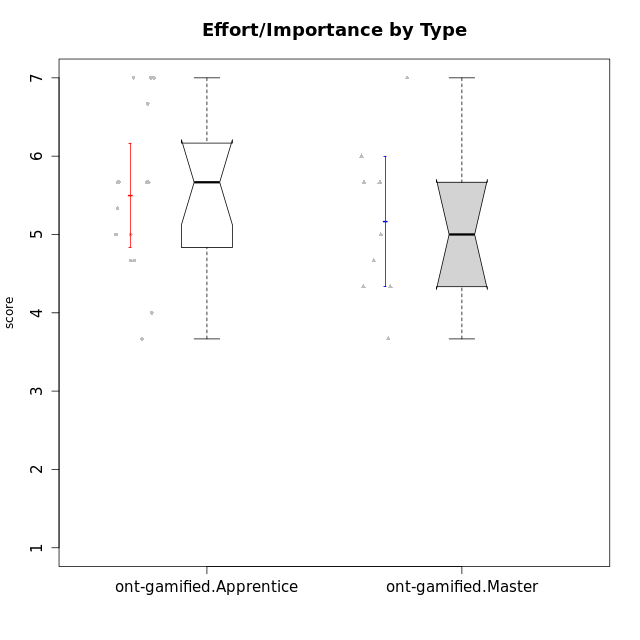 Effort/Importance by Type
7
6
5
4
3
2
1
score
ont-gamified.Apprentice
ont-gamified.Master